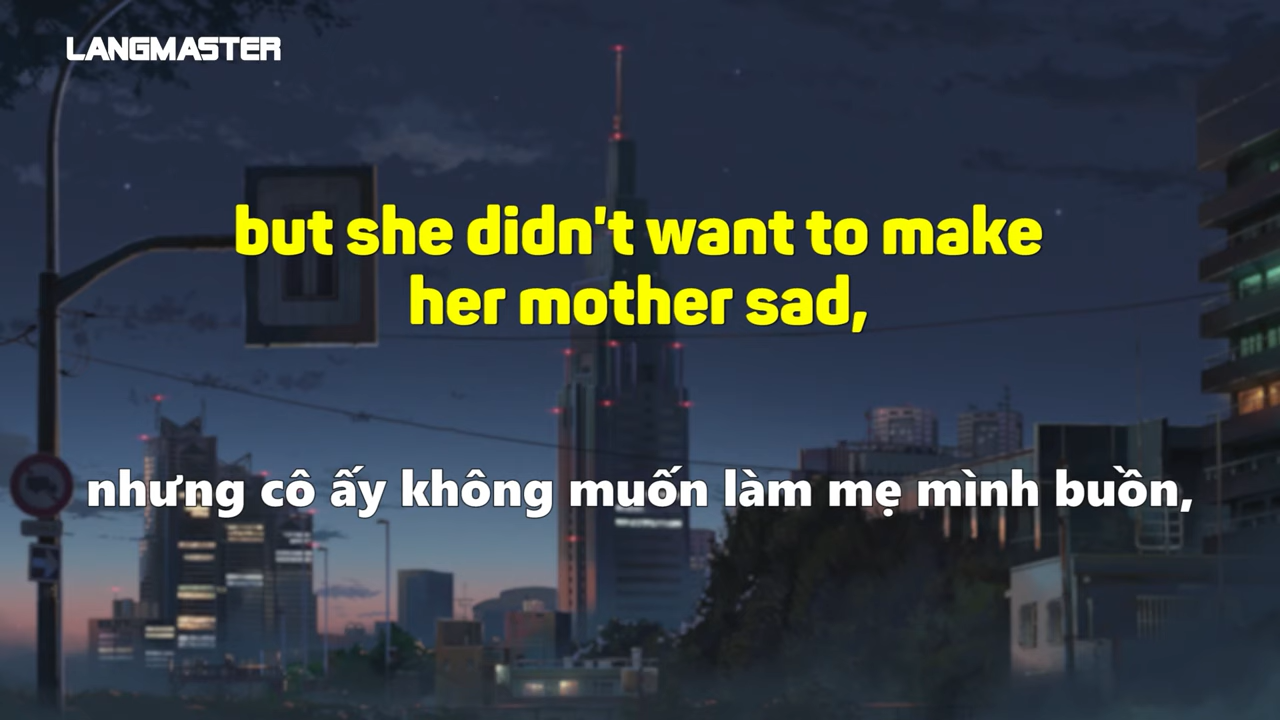 LANGMASTER
but she didn't want to make
her mother sad,
nhưng cô ấy không muốn làm mẹ mình buồn,